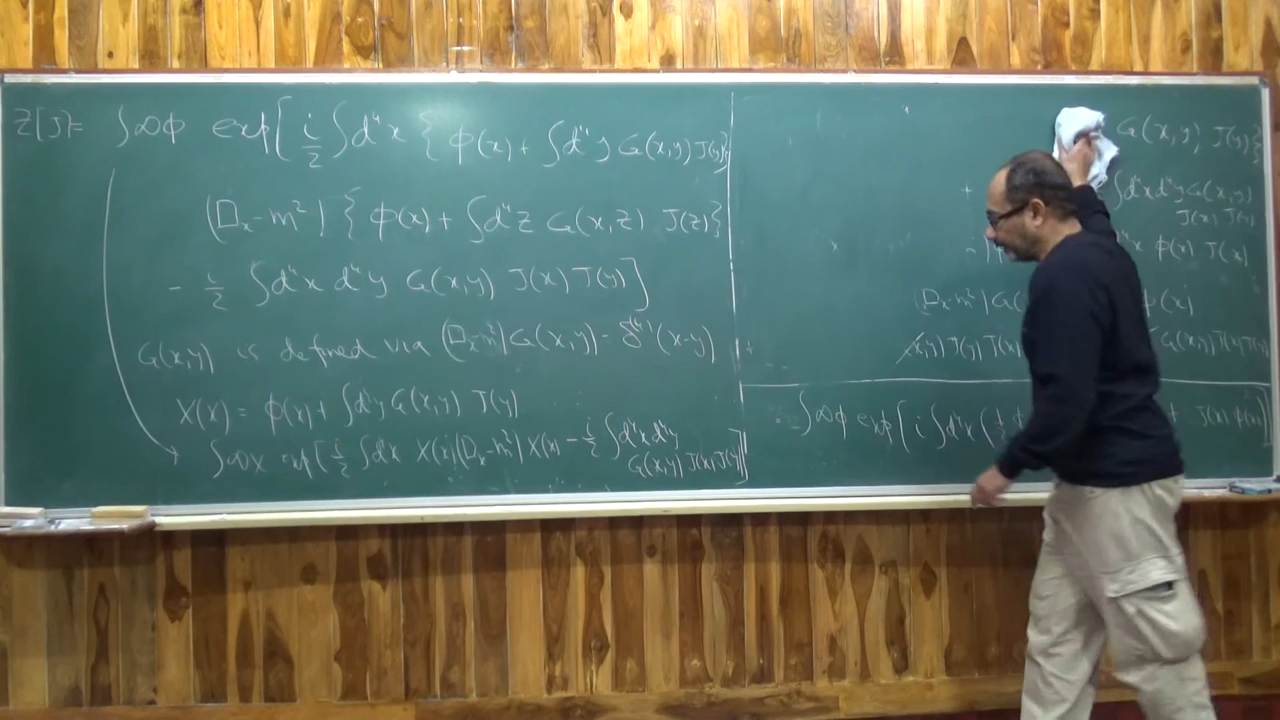 Z[J]= ∫𝒟φ exp[ i/2 ∫d⁴x { φ(x) + ∫d⁴y G(x,y) J(y)}
(□ₓ-m²) { φ(x) + ∫d⁴z G(x,z) J(z)}
- i/2 ∫d⁴x d⁴y G(x,y) J(x) J(y) ]
G(x,y) is defined via (□ₓ-m²) G(x,y) = δ⁽⁴⁾(x-y)
X(x) = φ(x) + ∫d⁴y G(x,y) J(y)
∫𝒟X exp[ i/2 ∫d⁴x X(x)(□ₓ-m²) X(x) - i/2 ∫d⁴x d⁴y
G(x,y) J(x) J(y)]
G(x,y) J(y)}
+ ∫d⁴x d⁴y G(x,y)
J(x) J(y)
φ(x) J(x)
(□ₓ-m²) G( φ(x)
x,y) J(y) J(x G(x,y) J(x) J(y)
= ∫𝒟φ exp[ i ∫d⁴x ( + J(x) φ(x) ]